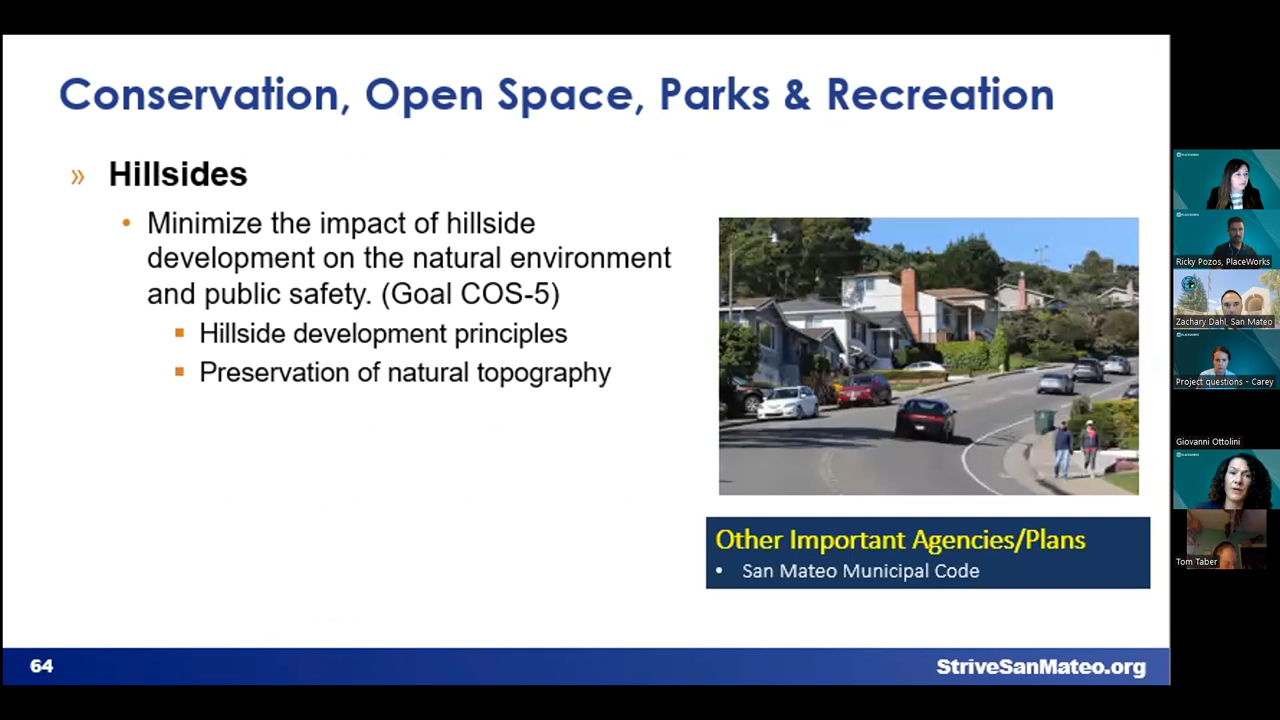 Conservation, Open Space, Parks & Recreation
» Hillsides
• Minimize the impact of hillside
development on the natural environment
and public safety. (Goal COS-5)
▪ Hillside development principles
▪ Preservation of natural topography
Other Important Agencies/Plans
• San Mateo Municipal Code
64
StriveSanMateo.org
Ricky Pozos, PlaceWorks
Zachary Dahl, San Mateo
Project questions - Carey
Giovanni Ottolini
Tom Taber